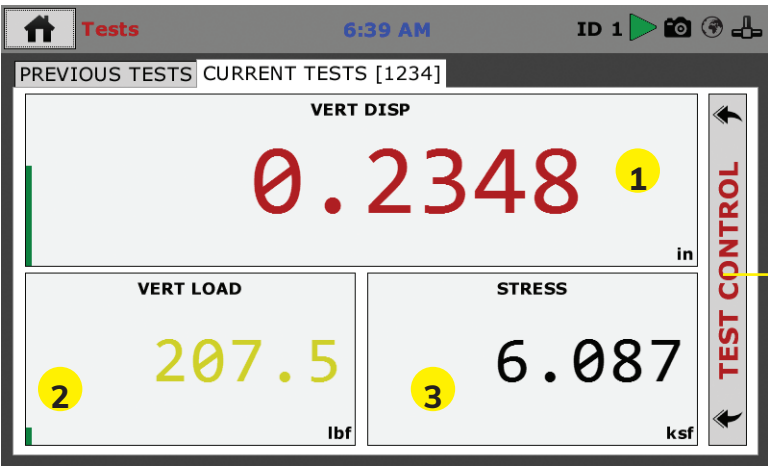 Tests 6:39 AM ID 1
PREVIOUS TESTS CURRENT TESTS [1234]
VERT DISP
0.2348 1
in
VERT LOAD
207.5
2
lbf
STRESS
6.087
3
ksf
TEST CONTROL